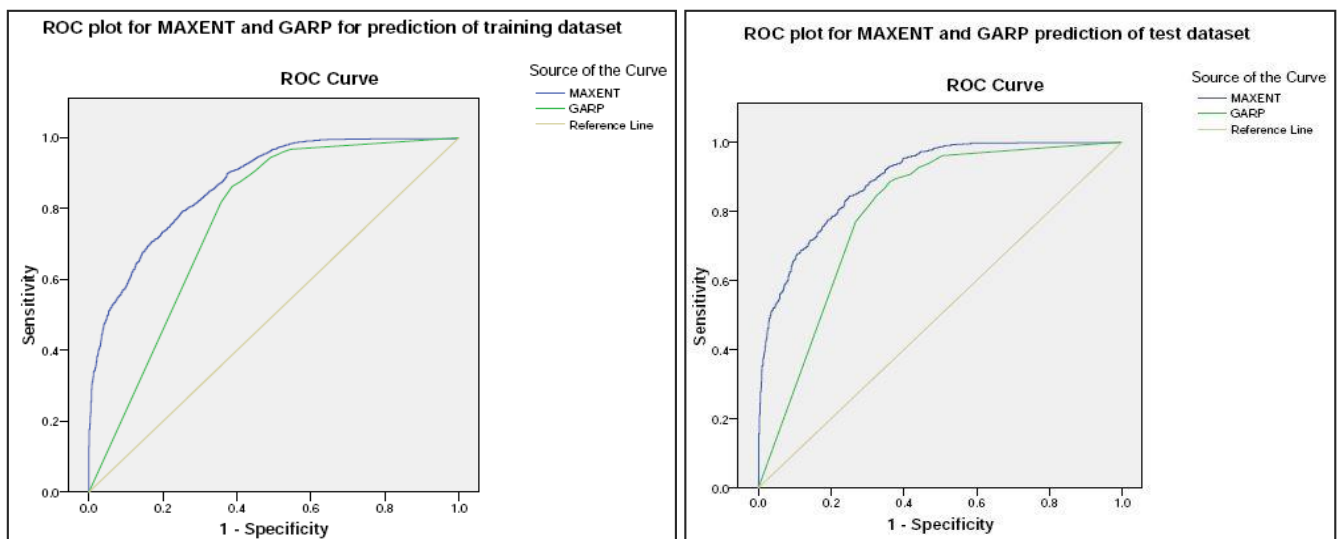 ROC plot for MAXENT and GARP for prediction of training dataset
ROC Curve
Source of the Curve
MAXENT
GARP
Reference Line
Sensitivity
1.0
0.8
0.6
0.4
0.2
0.0
0.0 0.2 0.4 0.6 0.8 1.0
1 - Specificity
ROC plot for MAXENT and GARP prediction of test dataset
ROC Curve
Source of the Curve
MAXENT
GARP
Reference Line
Sensitivity
1.0
0.8
0.6
0.4
0.2
0.0
0.0 0.2 0.4 0.6 0.8 1.0
1 - Specificity